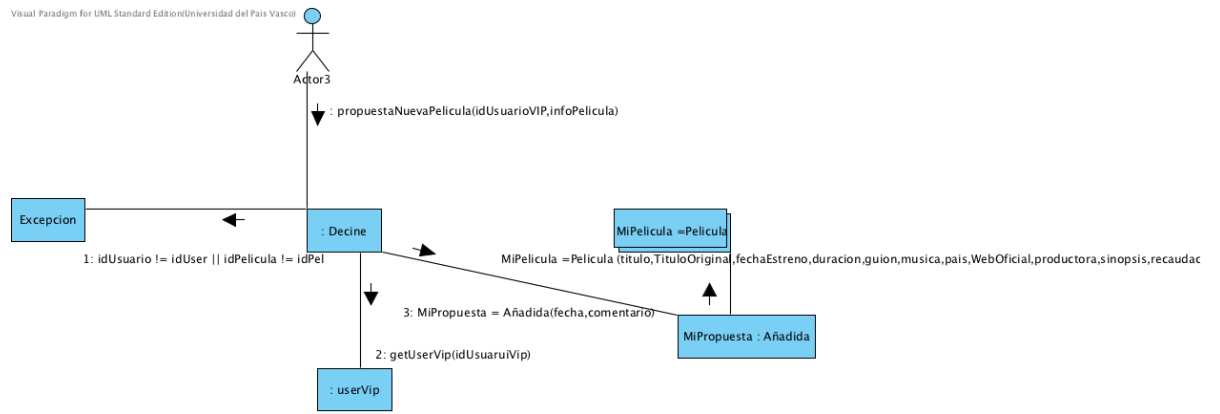 Visual Paradigm for UML Standard Edition(Universidad del Pais Vasco)
Actor3
: propuestaNuevaPelicula(idUsuarioVIP,infoPelicula)
Excepcion
: Decine
MiPelicula =Pelicula
1: idUsuario != idUser || idPelicula != idPel
MiPelicula =Pelicula (titulo,TituloOriginal,fechaEstreno,duracion,guion,musica,pais,WebOficial,productora,sinopsis,recaudac
3: MiPropuesta = Añadida(fecha,comentario)
MiPropuesta : Añadida
2: getUserVip(idUsuaruiVip)
: userVip